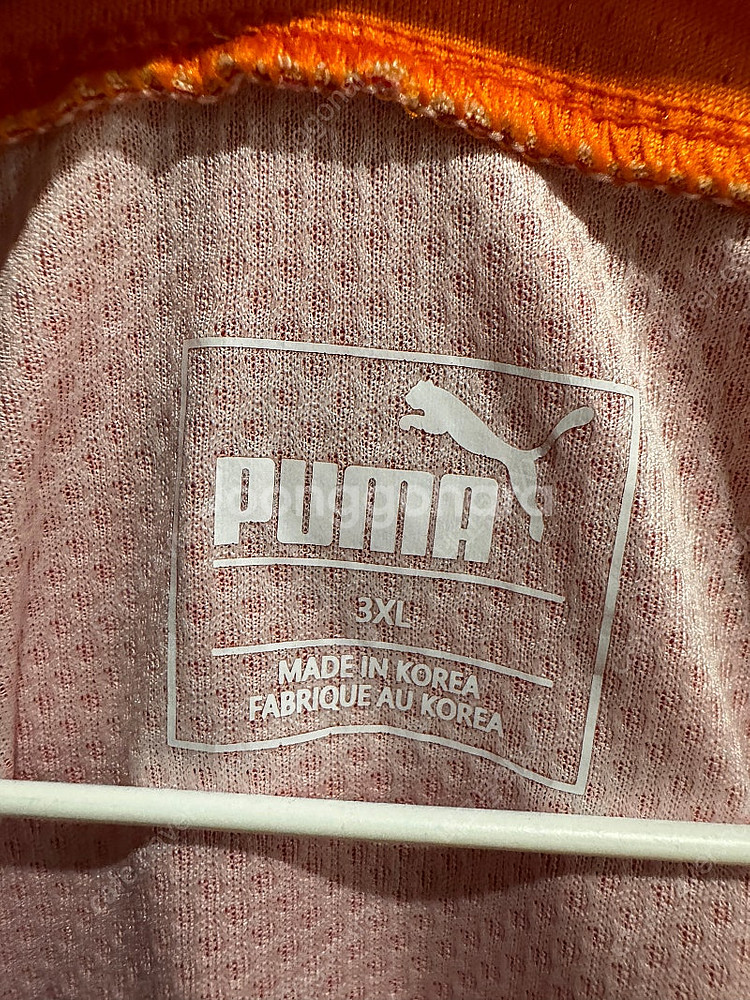 PUMA
3XL
MADE IN KOREA
FABRIQUE AU KOREA